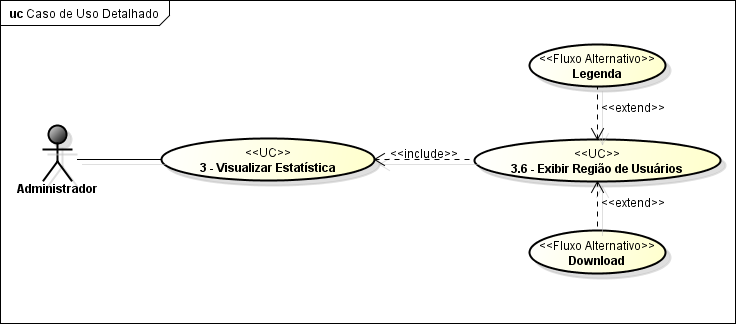 uc Caso de Uso Detalhado
<<Fluxo Alternativo>>
Legenda
<<extend>>
<<UC>>
3 - Visualizar Estatística
<<include>>
<<UC>>
3.6 - Exibir Região de Usuários
Administrador
<<extend>>
<<Fluxo Alternativo>>
Download